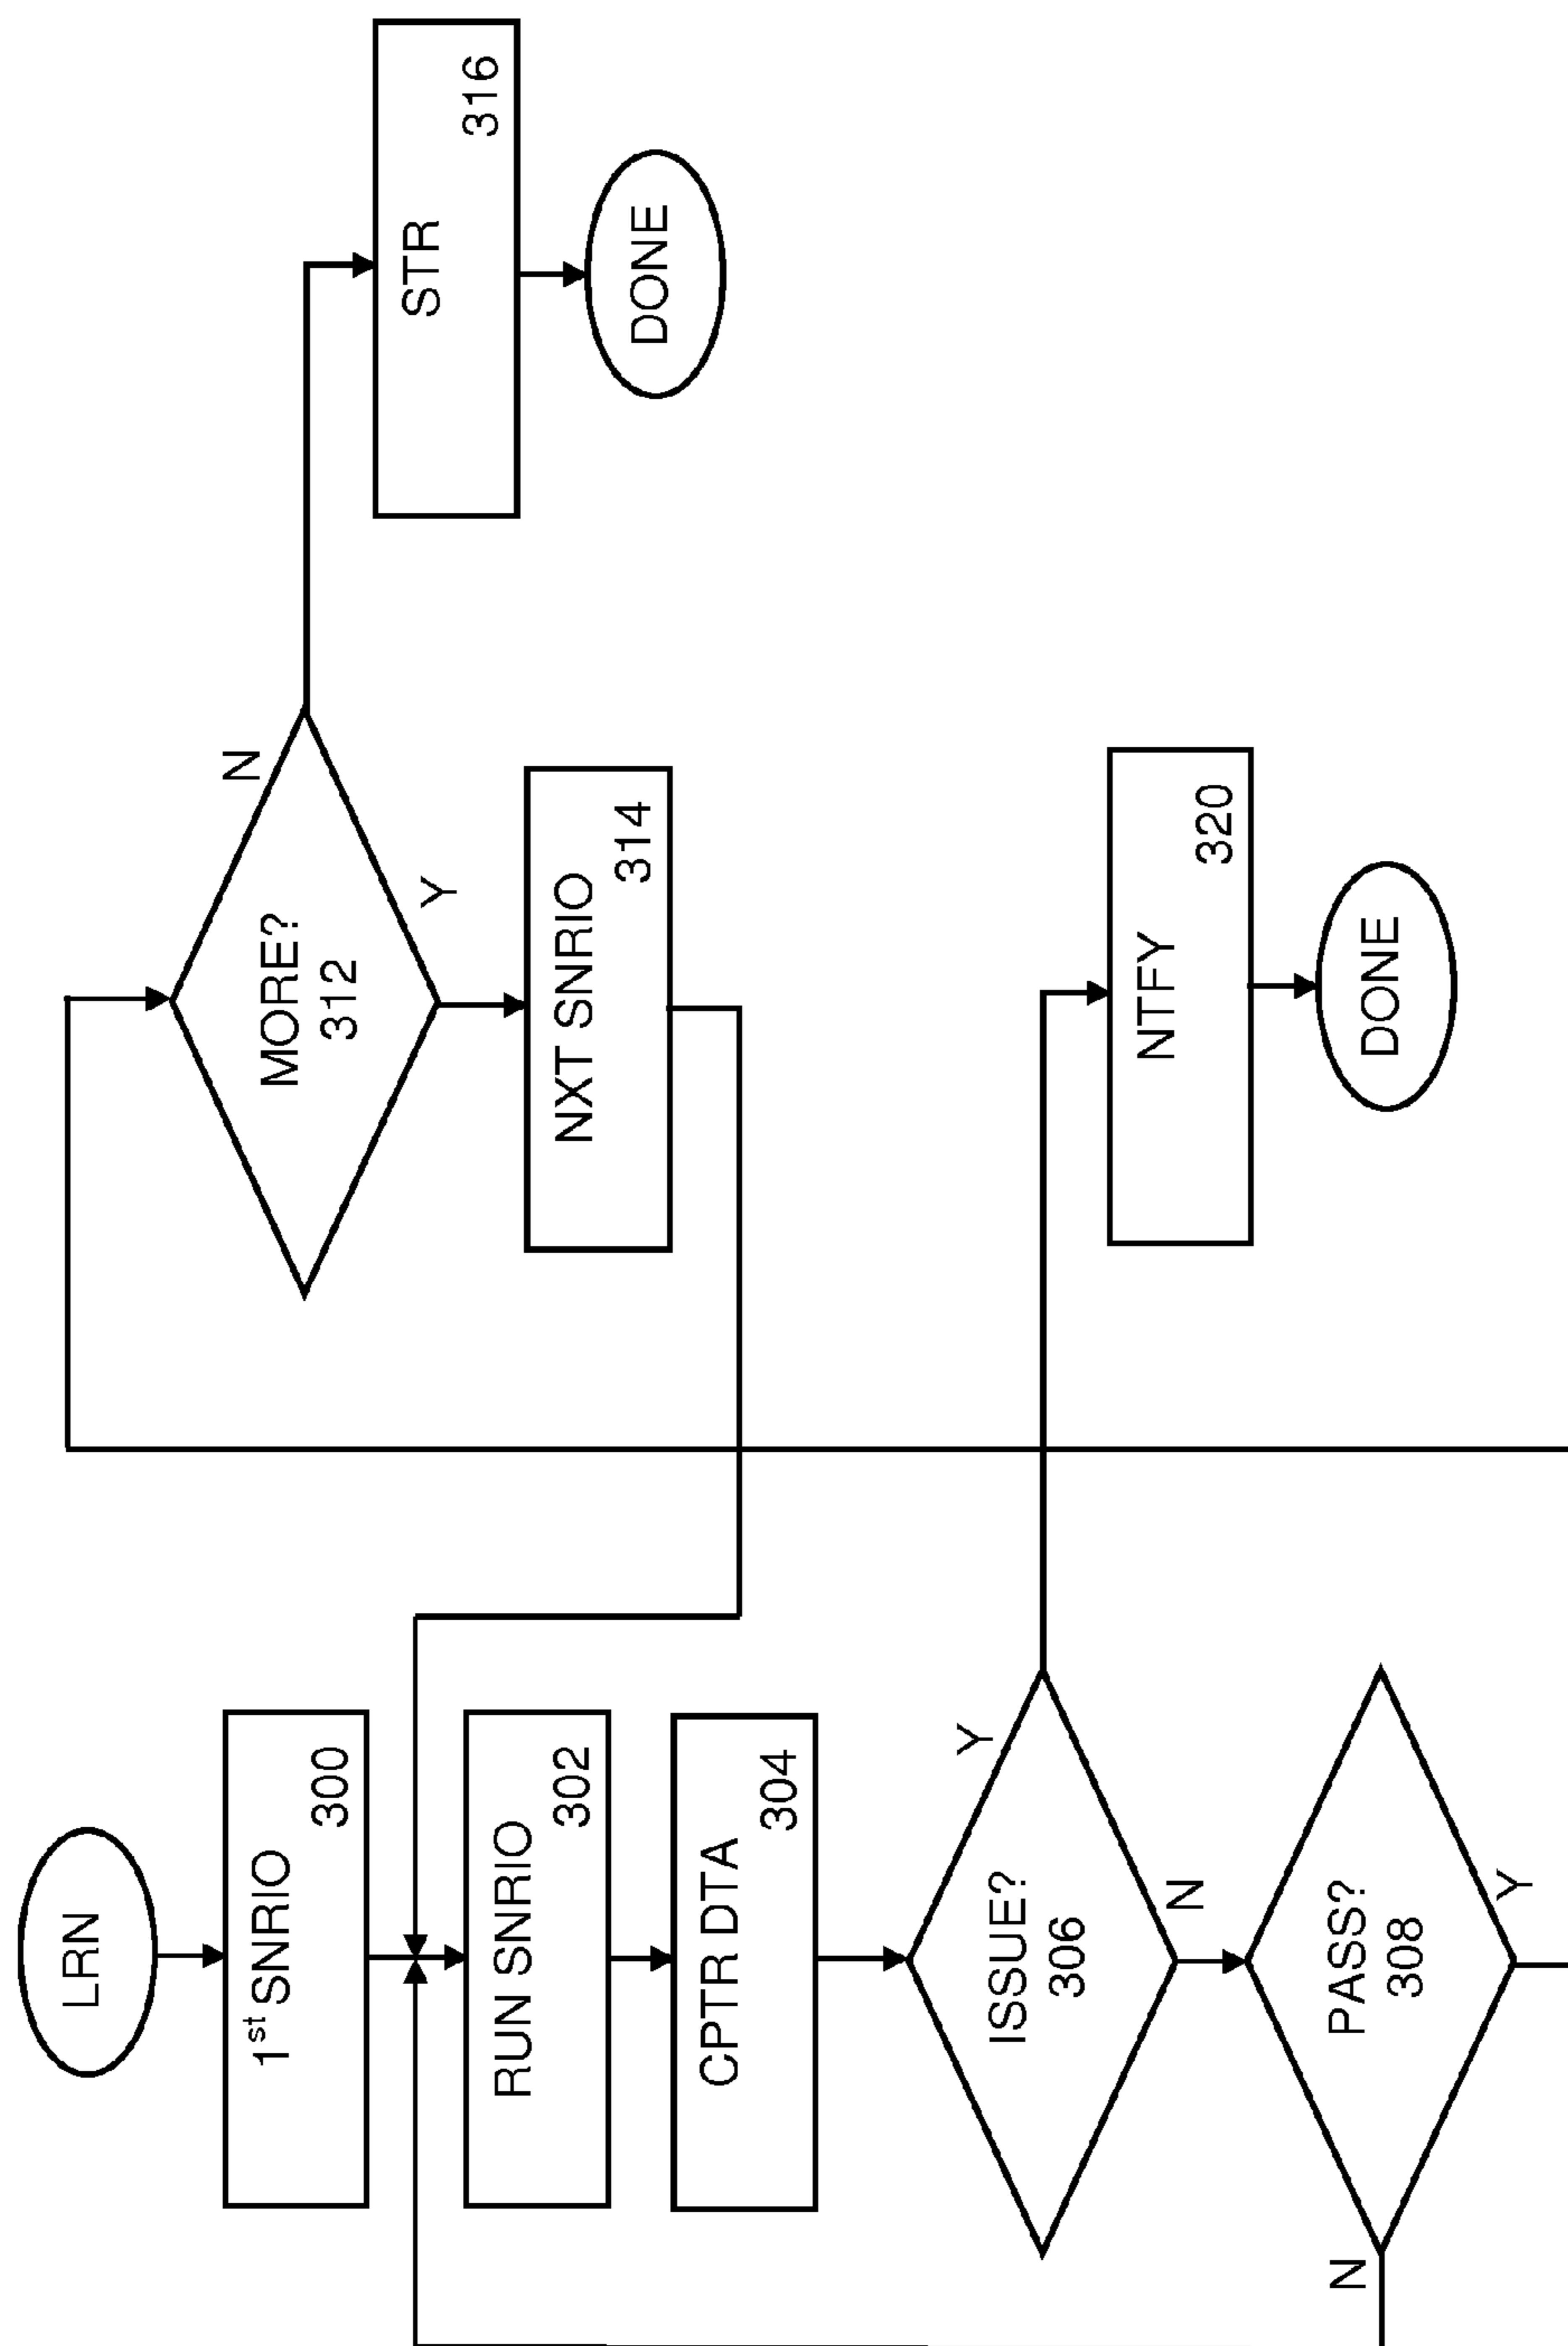 LRN
1st SNRIO
300
RUN SNRIO
302
CPTR DTA
304
ISSUE?
306
Y
N
PASS?
308
N
Y
MORE?
312
N
Y
NXT SNRIO
314
STR
316
DONE
NTFY
320
DONE